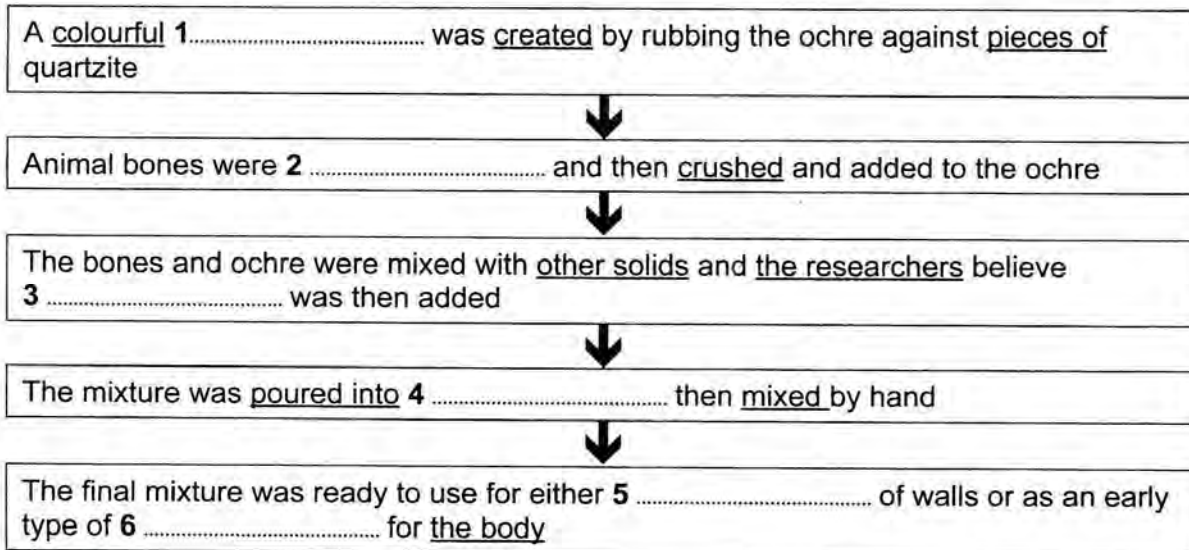 A colourful 1........................................ was created by rubbing the ochre against pieces of
quartzite
Animal bones were 2 ........................................ and then crushed and added to the ochre
The bones and ochre were mixed with other solids and the researchers believe
3 ........................................ was then added
The mixture was poured into 4 ........................................ then mixed by hand
The final mixture was ready to use for either 5 ........................................ of walls or as an early
type of 6 ........................................ for the body